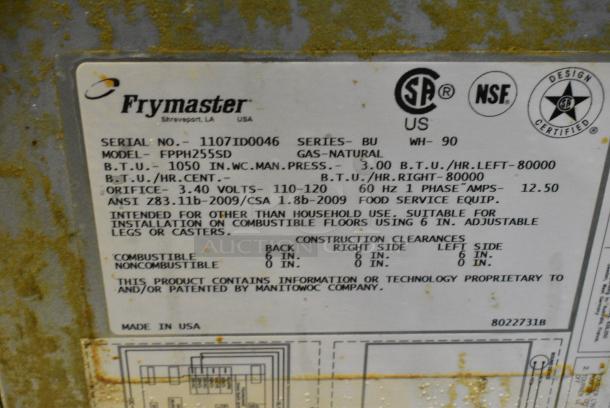 Frymaster
Shreveport, LA USA
CSA ®
US
NSF.
DESIGN
CERTIFIED
SERIAL NO.- 1107ID0046 SERIES- BU WH- 90
MODEL- FPPH255SD GAS-NATURAL
B.T.U.- 1050 IN.WC.MAN.PRESS.- 3.00 B.T.U./HR.LEFT-80000
B.T.U./HR.CENT.- B.T.U./HR.RIGHT-80000
ORIFICE- 3.40 VOLTS- 110-120 60 Hz 1 PHASE AMPS- 12.50
ANSI Z83.11b-2009/CSA 1.8b-2009 FOOD SERVICE EQUIP.
INTENDED FOR OTHER THAN HOUSEHOLD USE. SUITABLE FOR
INSTALLATION ON COMBUSTIBLE FLOORS USING 6 IN. ADJUSTABLE
LEGS OR CASTERS.
CONSTRUCTION CLEARANCES
BACK RIGHT SIDE LEFT SIDE
COMBUSTIBLE 6 IN. 6 IN. 6 IN.
NONCOMBUSTIBLE 0 IN. 0 IN. 0 IN.
THIS PRODUCT CONTAINS INFORMATION OR TECHNOLOGY PROPRIETARY TO
AND/OR PATENTED BY MANITOWOC COMPANY.
MADE IN USA 8022731B